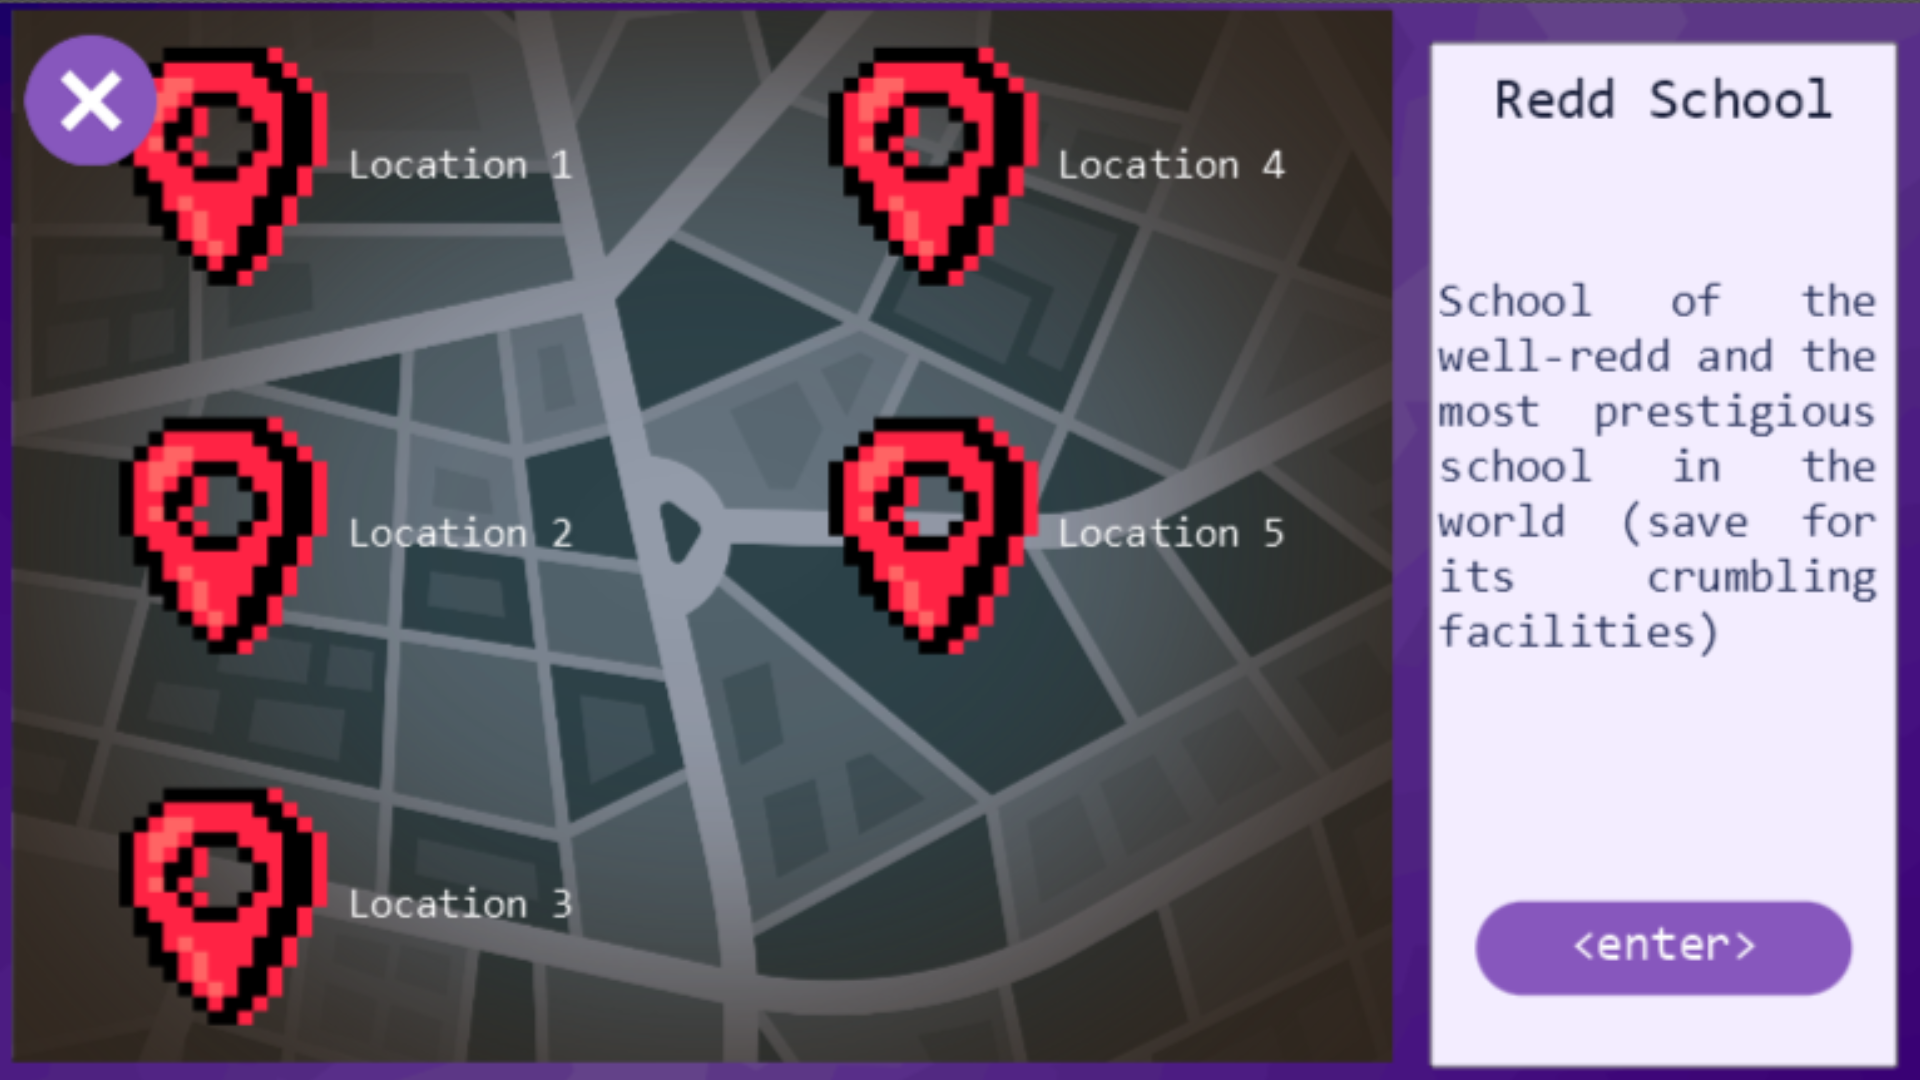 Location 1
Location 4
Location 2
Location 5
Location 3
Redd School
School of the
well-redd and the
most prestigious
school in the
world (save for
its crumbling
facilities)
<enter>